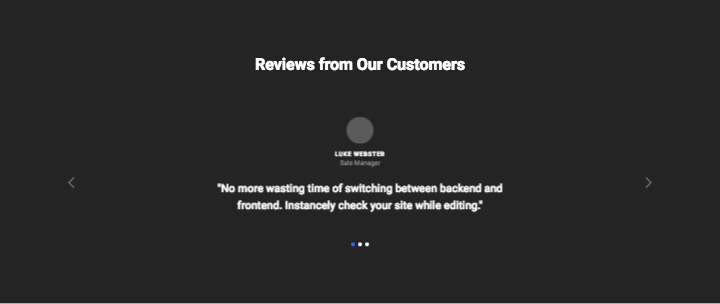 Reviews from Our Customers
LUKE WEBSTER
Sale Manager
"No more wasting time of switching between backend and
frontend. Instancely check your site while editing."